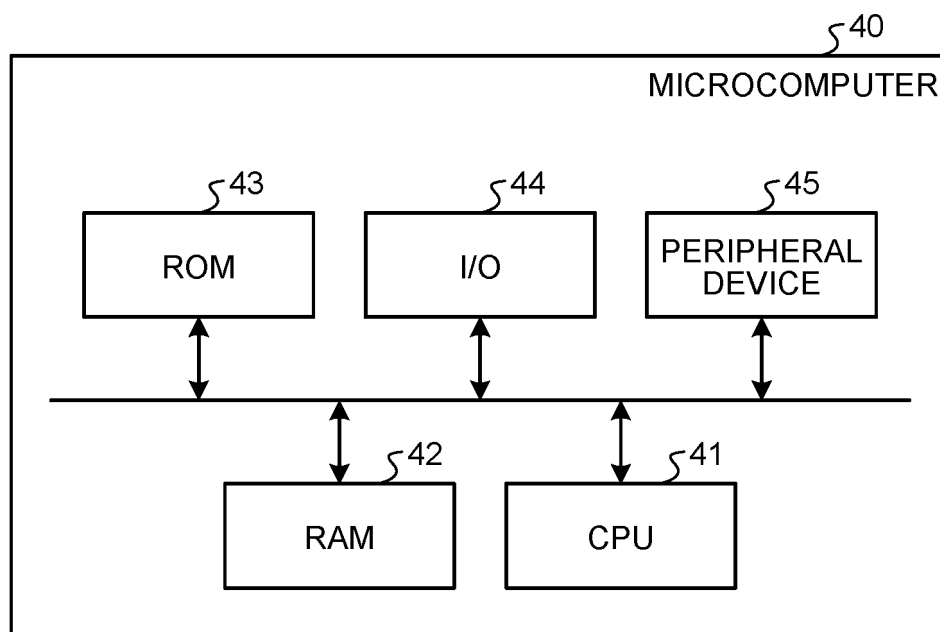 40
MICROCOMPUTER
43
44
45
ROM
I/O
PERIPHERAL
DEVICE
42
41
RAM
CPU